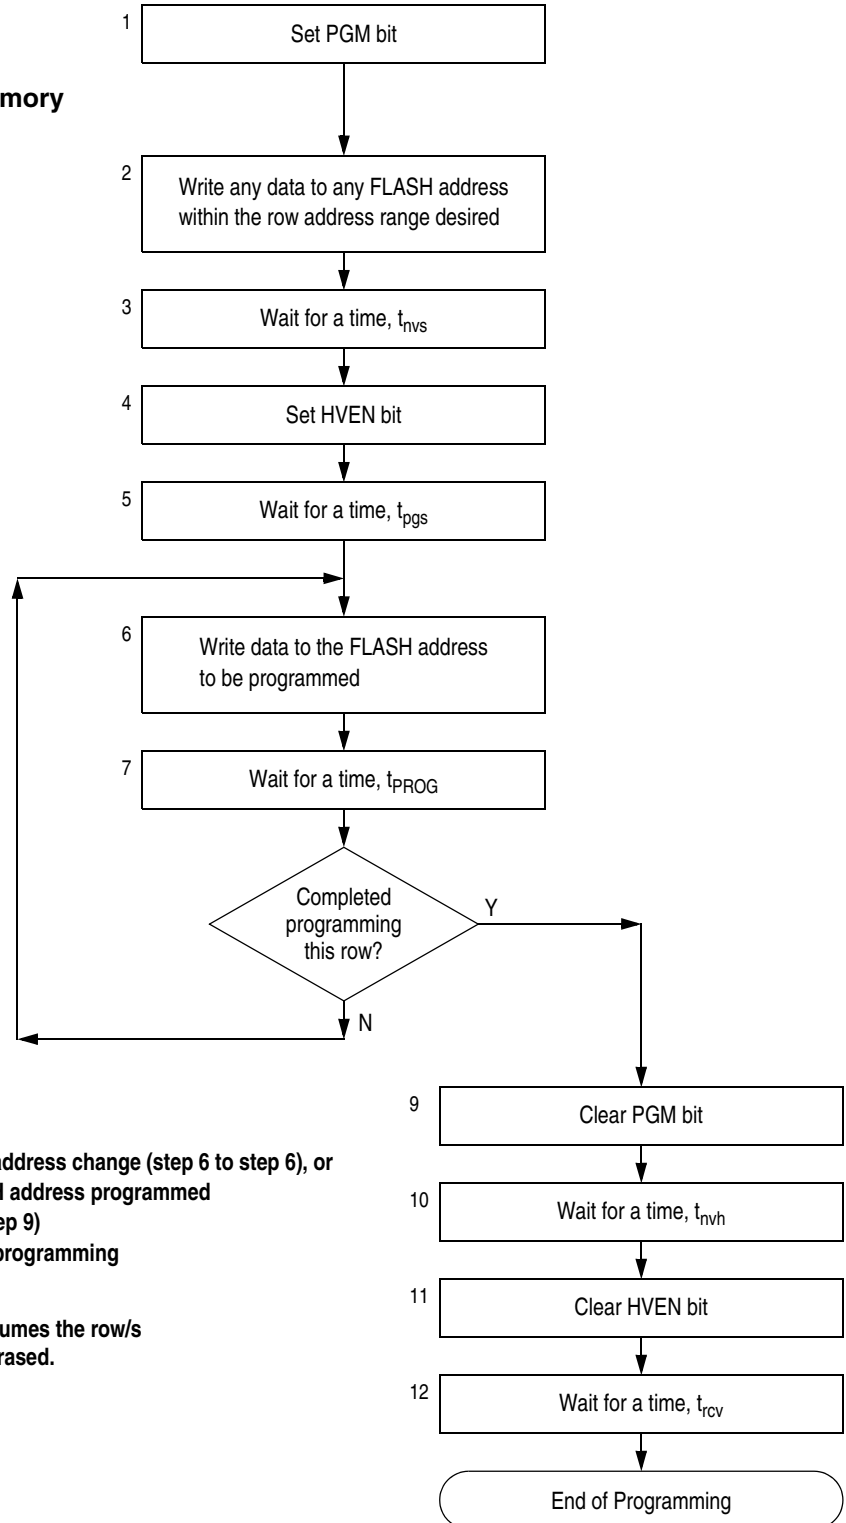 1
Set PGM bit
mory
2
Write any data to any FLASH address
within the row address range desired
3
Wait for a time, tnvs
4
Set HVEN bit
5
Wait for a time, tpgs
6
Write data to the FLASH address
to be programmed
7
Wait for a time, tPROG
Completed
programming
this row?
Y
N
9
Clear PGM bit
address change (step 6 to step 6), or
l address programmed
ep 9)
programming
10
Wait for a time, tnvh
11
Clear HVEN bit
umes the row/s
rased.
12
Wait for a time, trcv
End of Programming